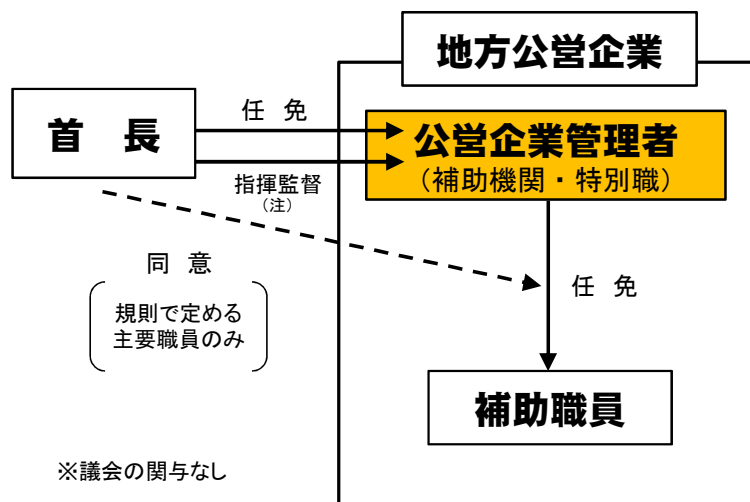 地方公営企業
首　長
任　免
公営企業管理者
（補助機関・特別職）
指揮監督
（注）
同　意
規則で定める
主要職員のみ
任　免
補助職員
※議会の関与なし